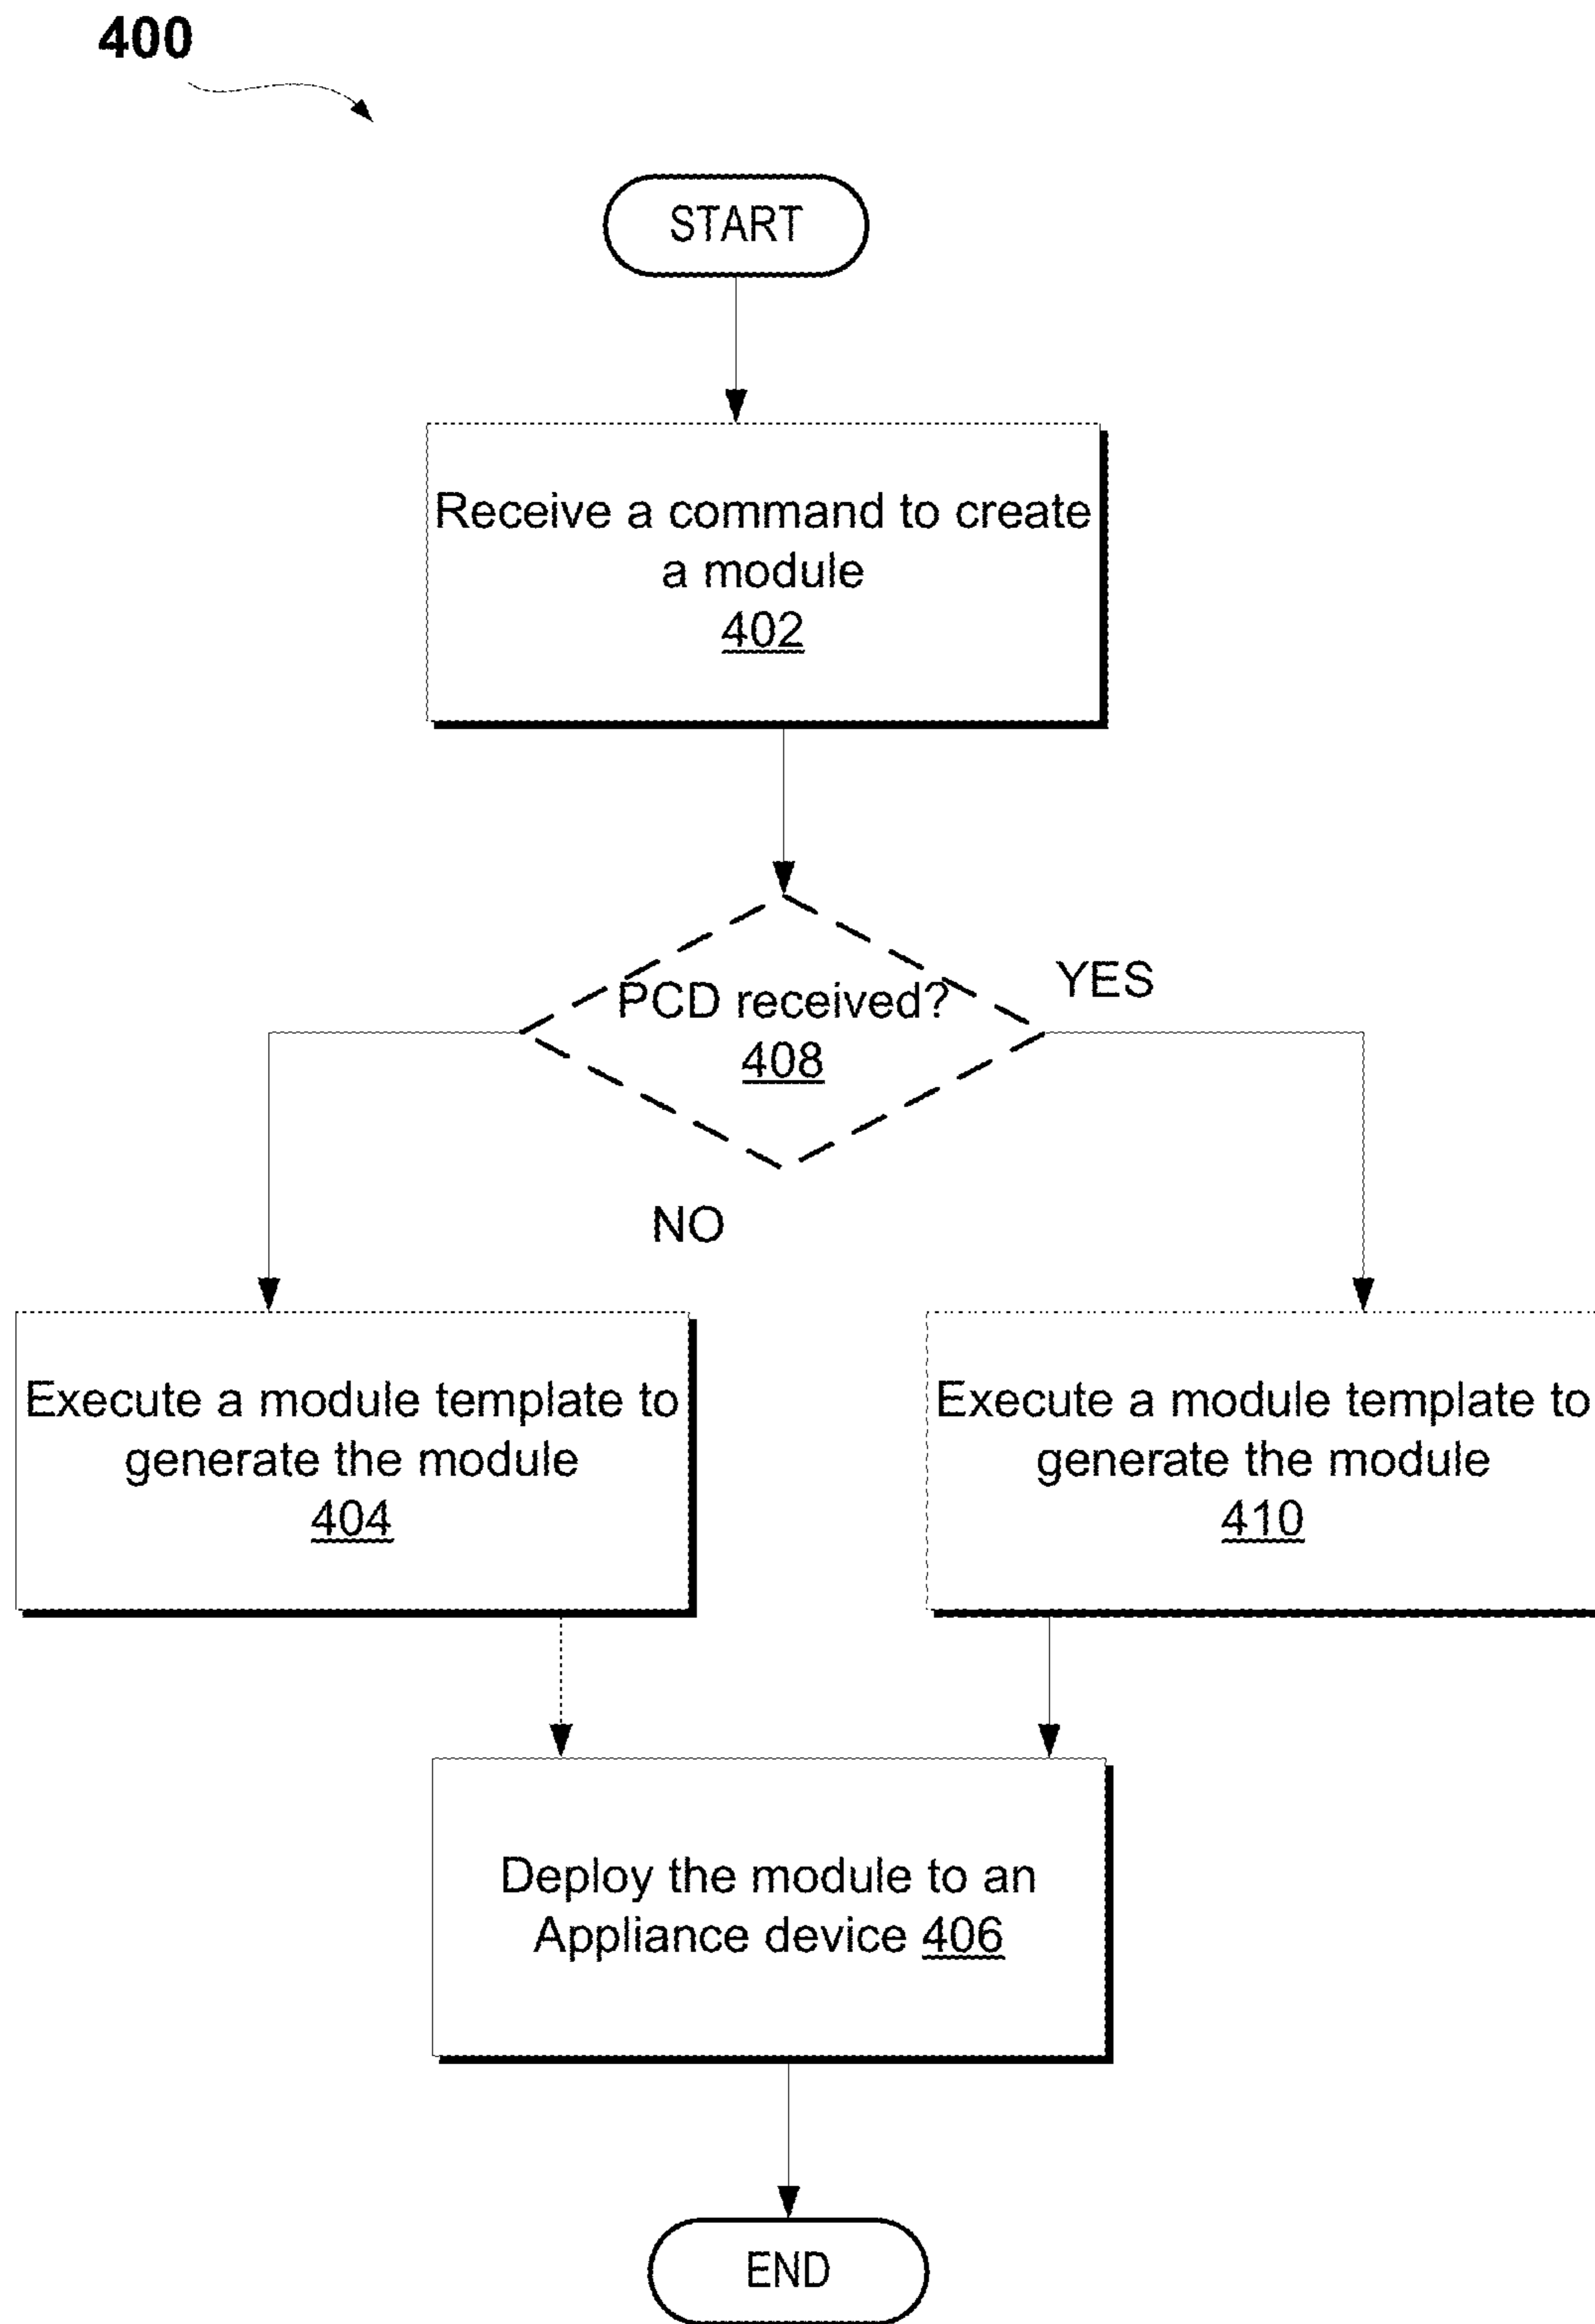 400
START
Receive a command to create
a module
402
PCD received?
408
YES
NO
Execute a module template to
generate the module
404
Execute a module template to
generate the module
410
Deploy the module to an
Appliance device 406
END